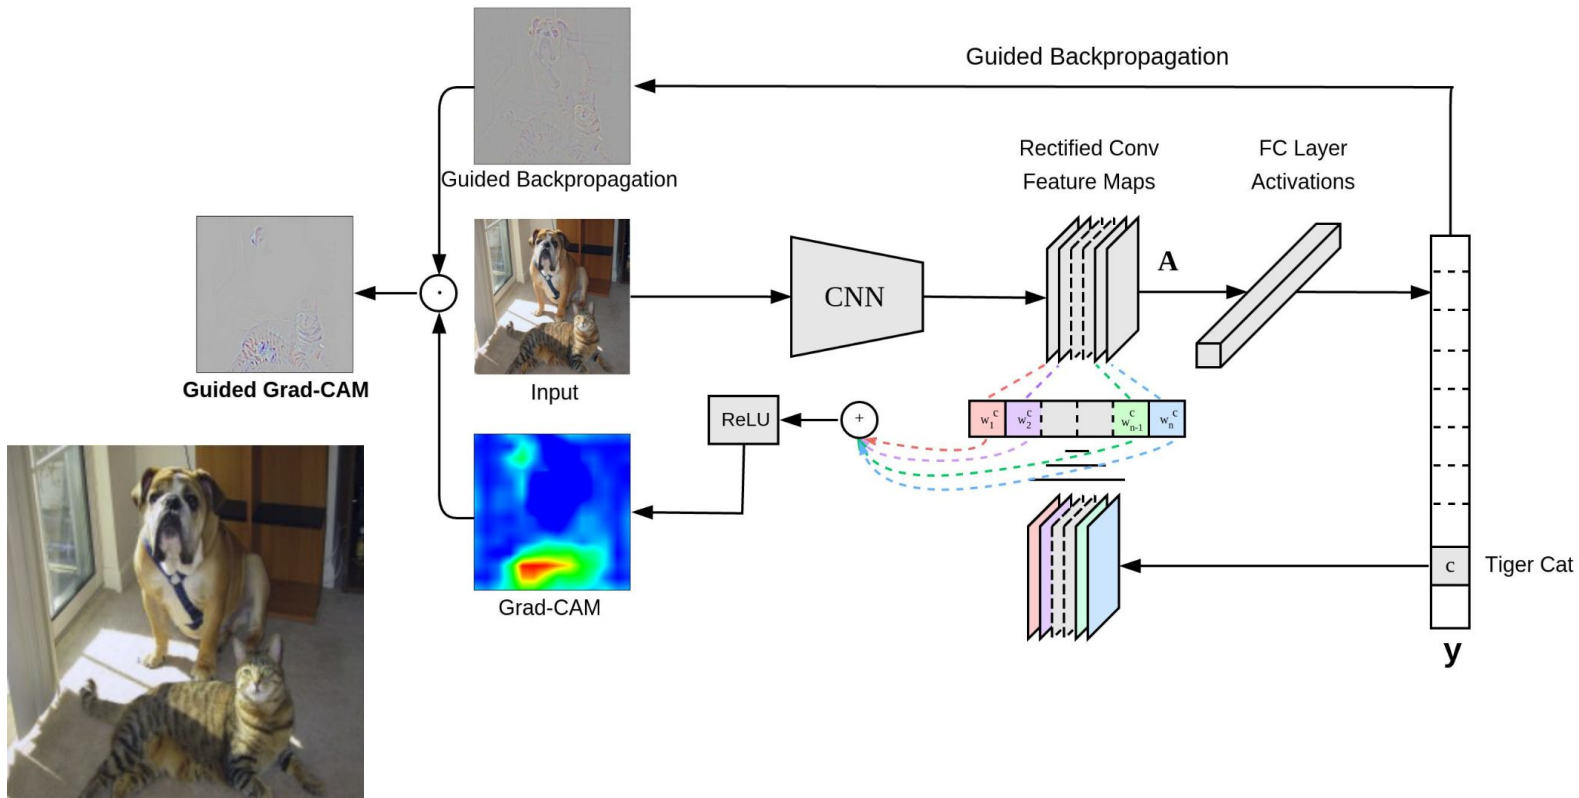 Guided Backpropagation
Rectified Conv
Feature Maps
FC Layer
Activations
Guided Backpropagation
A
CNN
·
Guided Grad-CAM
Input
ReLU
+
w₁ᶜ w₂ᶜ wₙ₋₁ᶜ wₙᶜ
Grad-CAM
c
Tiger Cat
y